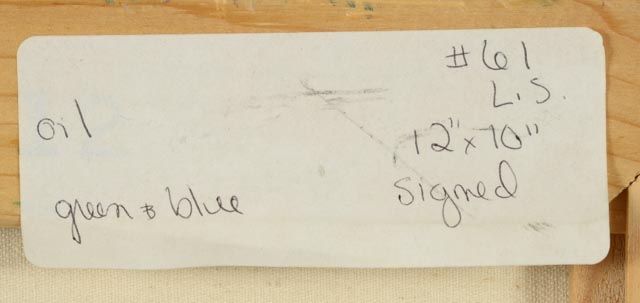 #61
L.S.
oil
12"x10"
signed
green & blue